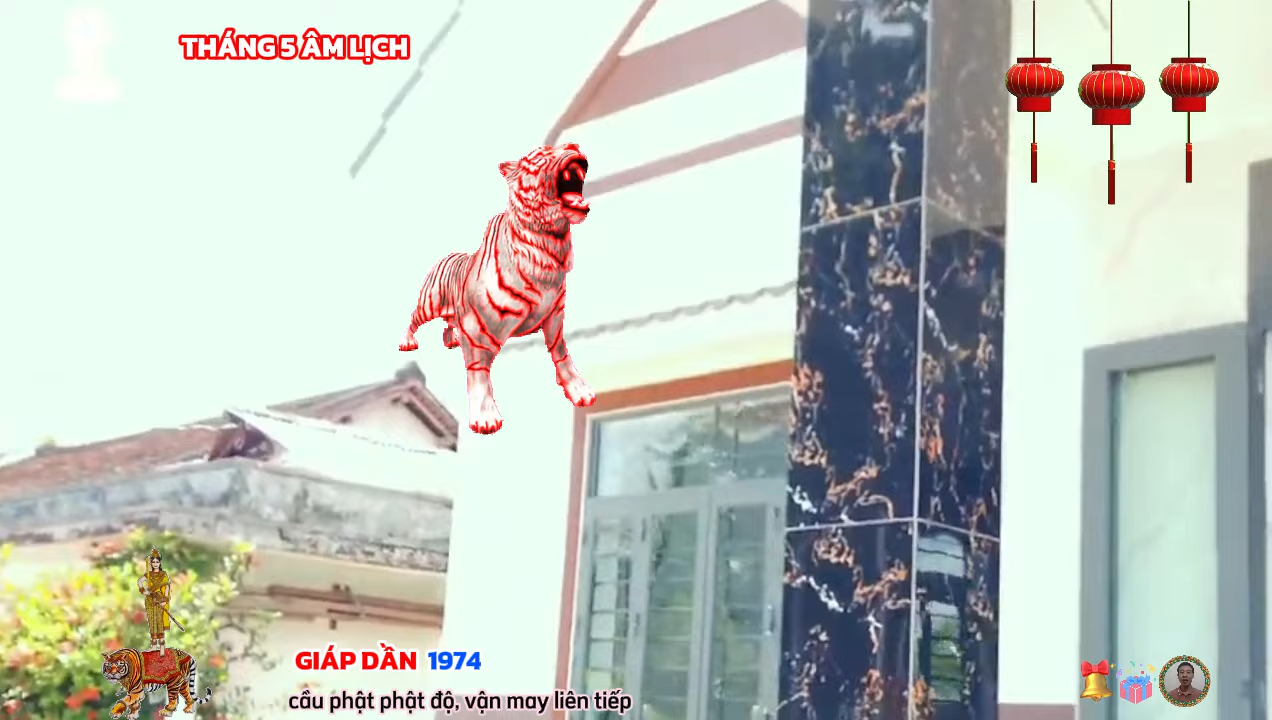 THÁNG 5 ÂM LỊCH
GIÁP DẦN 1974
cầu phật phật độ, vận may liên tiếp